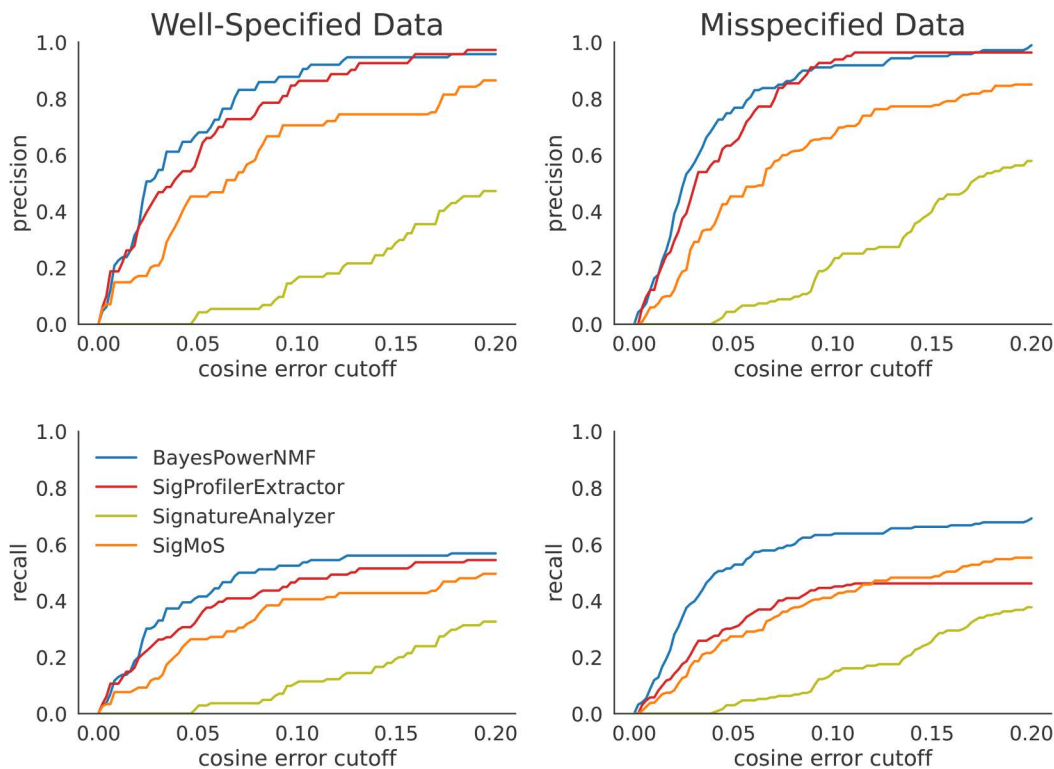 Well-Specified Data
1.0
0.8
0.6
0.4
0.2
0.0
precision
0.00 0.05 0.10 0.15 0.20
cosine error cutoff
Misspecified Data
1.0
0.8
0.6
0.4
0.2
0.0
precision
0.00 0.05 0.10 0.15 0.20
cosine error cutoff
1.0
0.8
0.6
0.4
0.2
0.0
recall
BayesPowerNMF
SigProfilerExtractor
SignatureAnalyzer
SigMoS
0.00 0.05 0.10 0.15 0.20
cosine error cutoff
1.0
0.8
0.6
0.4
0.2
0.0
recall
0.00 0.05 0.10 0.15 0.20
cosine error cutoff